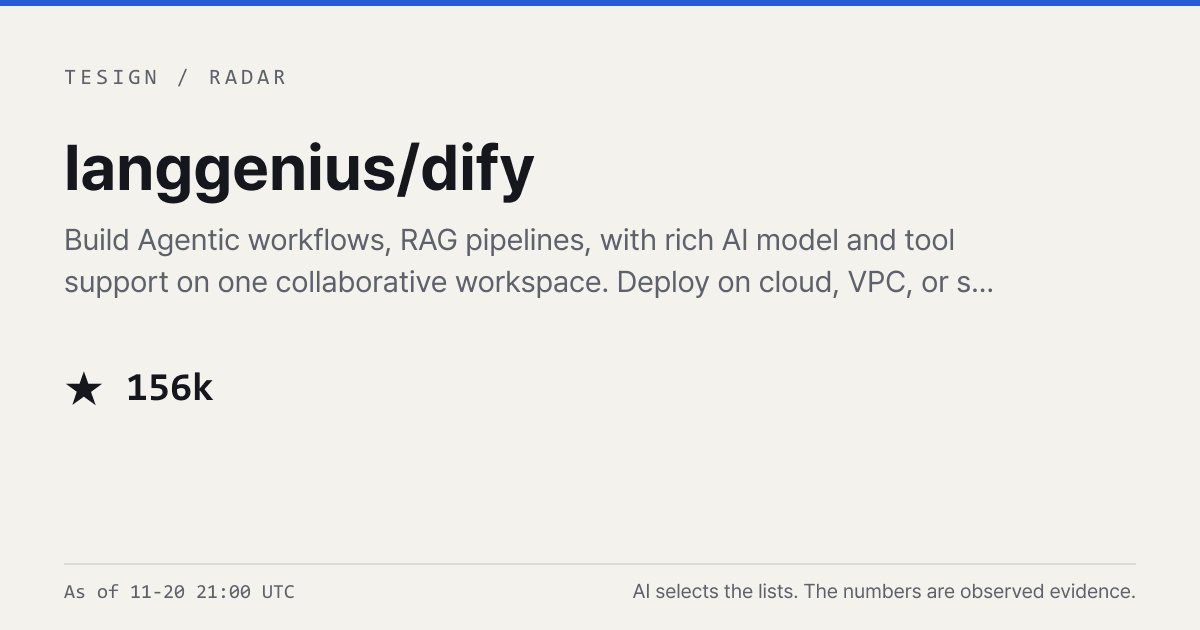 TESIGN / RADAR
langgenius/dify
Build Agentic workflows, RAG pipelines, with rich AI model and tool
support on one collaborative workspace. Deploy on cloud, VPC, or s...
★ 156k
As of 11-20 21:00 UTC
AI selects the lists. The numbers are observed evidence.